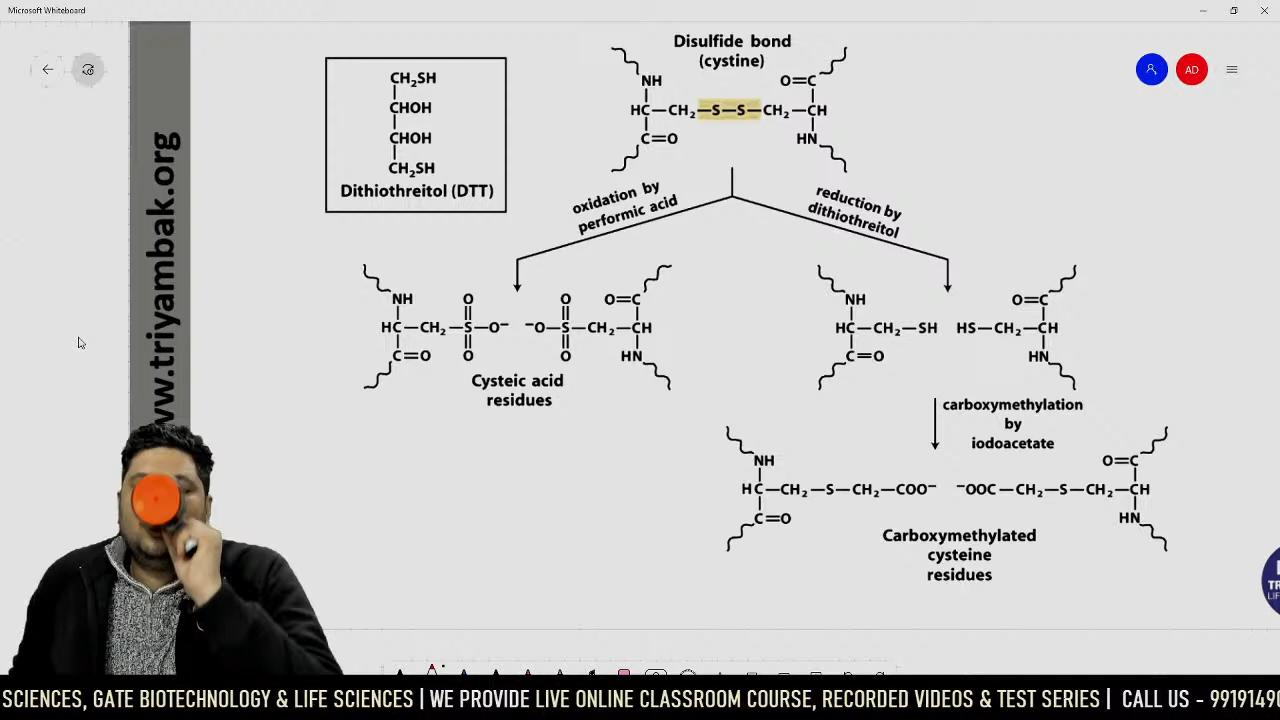 Microsoft Whiteboard
AD
www.triyambak.org
CH₂SH
CHOH
CHOH
CH₂SH
Dithiothreitol (DTT)
Disulfide bond
(cystine)
NH
O=C
HC—CH₂—S—S—CH₂—CH
C=O
HN
oxidation by
performic acid
reduction by
dithiothreitol
NH
O
O
O=C
HC—CH₂—S—O⁻
⁻O—S—CH₂—CH
C=O
O
O
HN
Cysteic acid
residues
NH
O=C
HC—CH₂—SH
HS—CH₂—CH
C=O
HN
carboxymethylation
by
iodoacetate
NH
O=C
HC—CH₂—S—CH₂—COO⁻
⁻OOC—CH₂—S—CH₂—CH
C=O
HN
Carboxymethylated
cysteine
residues
SCIENCES, GATE BIOTECHNOLOGY & LIFE SCIENCES | WE PROVIDE LIVE ONLINE CLASSROOM COURSE, RECORDED VIDEOS & TEST SERIES | CALL US - 9919149